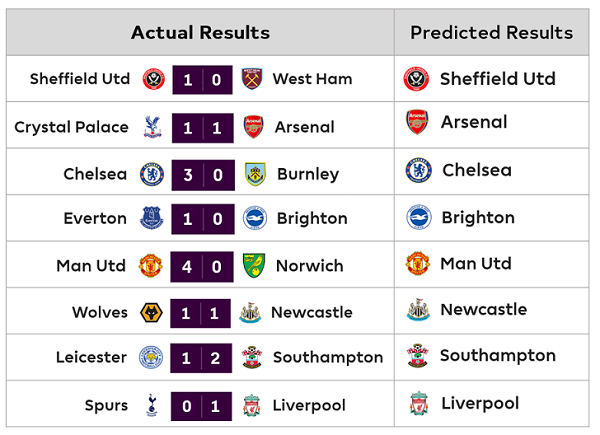 Actual Results Predicted Results
Sheffield Utd 1 0 West Ham Sheffield Utd
Crystal Palace 1 1 Arsenal Arsenal
Chelsea 3 0 Burnley Chelsea
Everton 1 0 Brighton Brighton
Man Utd 4 0 Norwich Man Utd
Wolves 1 1 Newcastle Newcastle
Leicester 1 2 Southampton Southampton
Spurs 0 1 Liverpool Liverpool